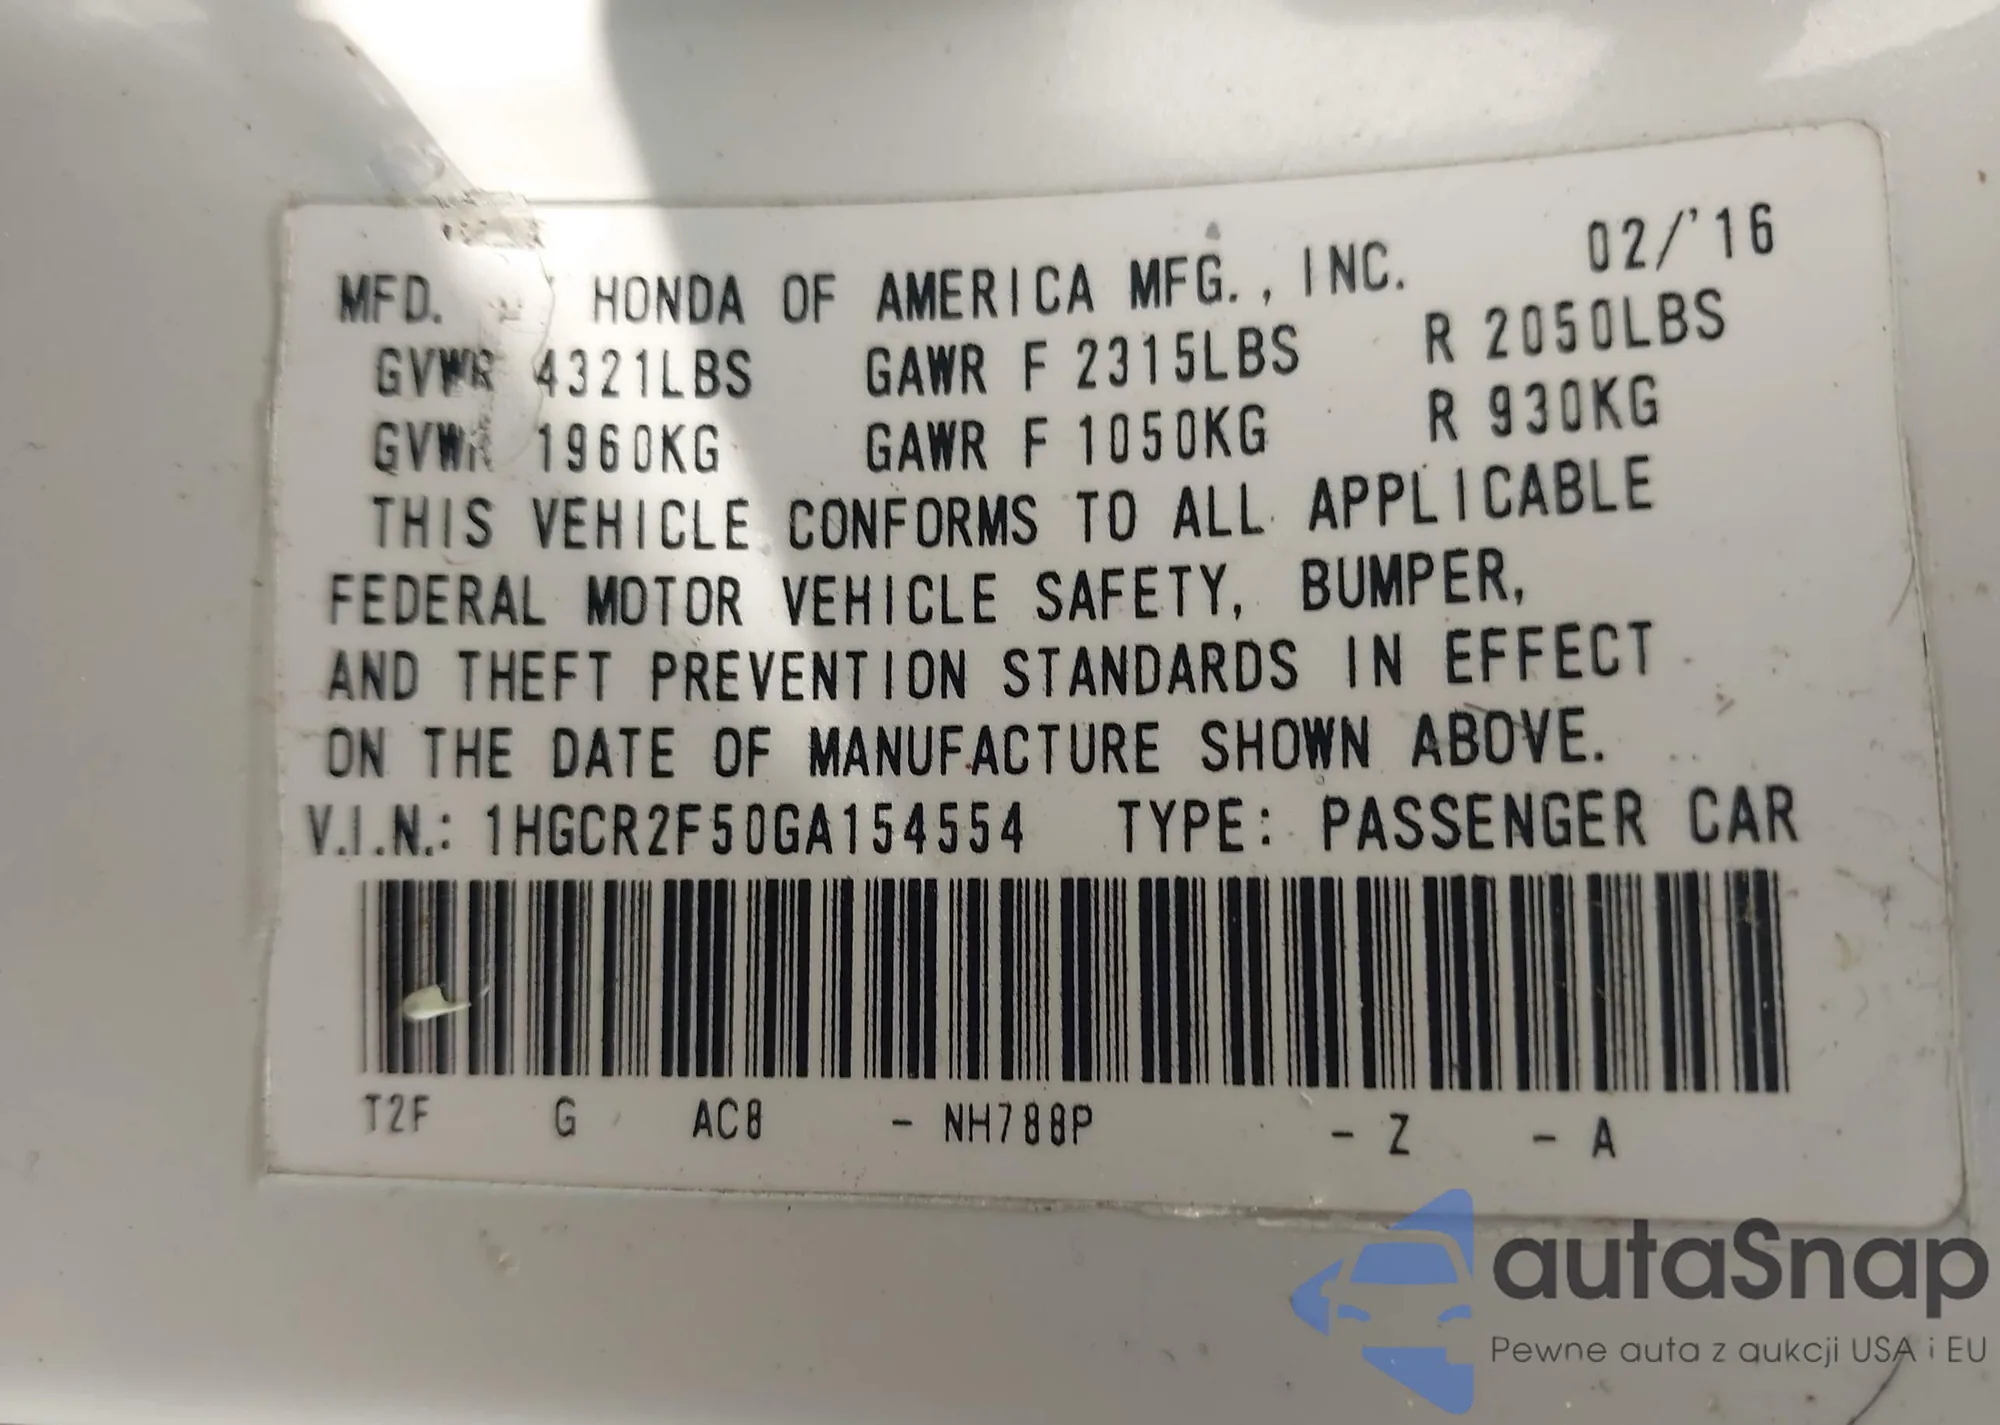 MFD. HONDA OF AMERICA MFG., INC. 02/'16
GVWR 4321LBS GAWR F 2315LBS R 2050LBS
GVWR 1960KG GAWR F 1050KG R 930KG
THIS VEHICLE CONFORMS TO ALL APPLICABLE
FEDERAL MOTOR VEHICLE SAFETY, BUMPER,
AND THEFT PREVENTION STANDARDS IN EFFECT
ON THE DATE OF MANUFACTURE SHOWN ABOVE.
V.I.N.: 1HGCR2F50GA154554 TYPE: PASSENGER CAR
T2F G AC8 - NH788P - Z - A
autaSnap
Pewne auta z aukcji USA i EU